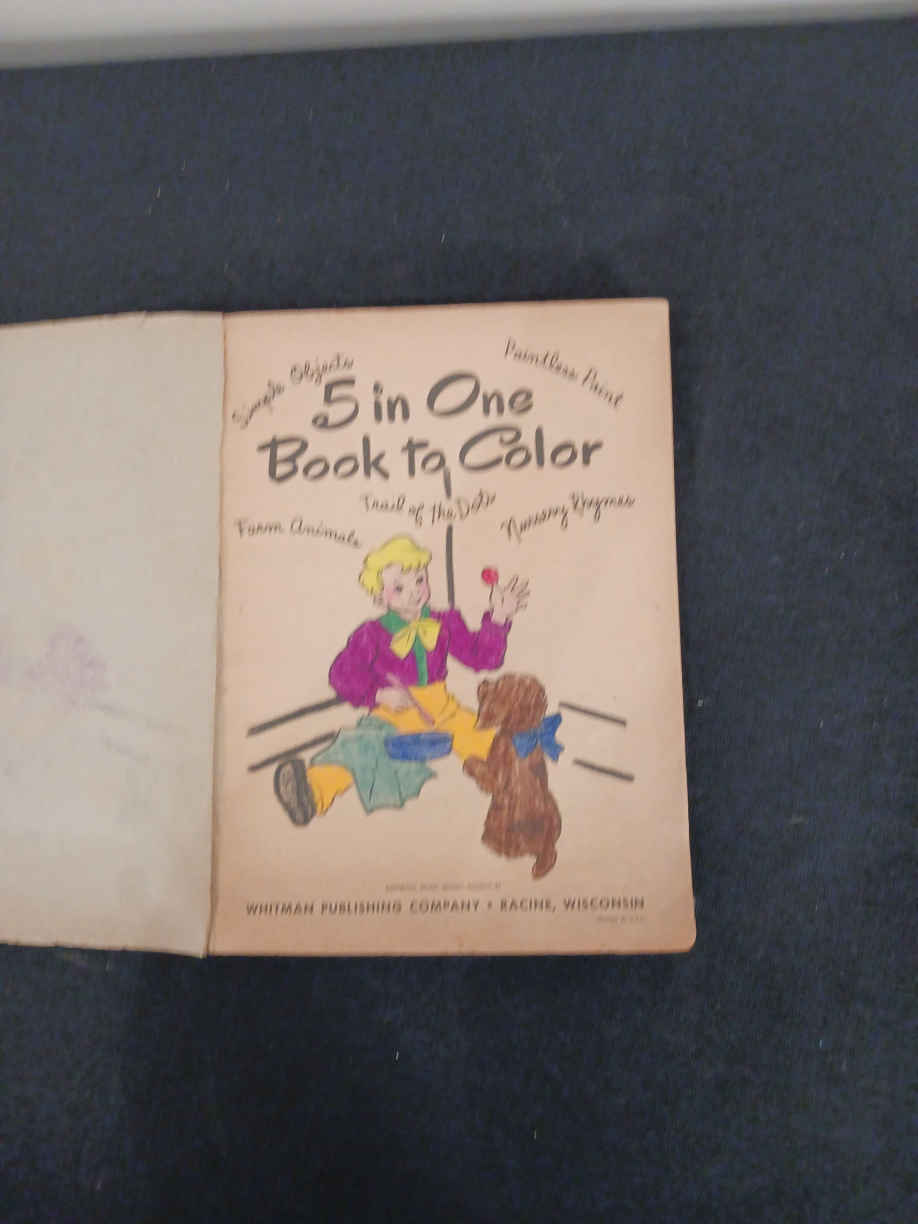 Simple Objects
Paintless Paint
5 in One
Book to Color
Trail of the Dots
Farm Animals
Nursery Rhymes
WHITMAN PUBLISHING COMPANY • RACINE, WISCONSIN